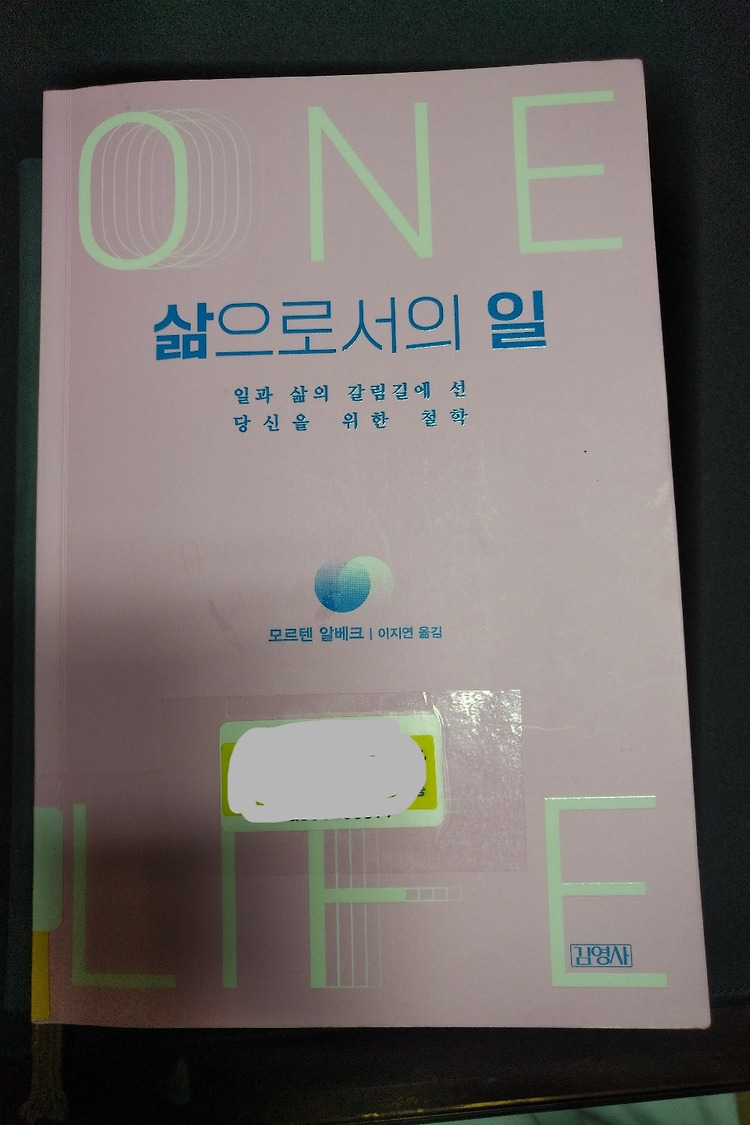 ONE
삶으로서의 일
일과 삶의 갈림길에 선
당신을 위한 철학
모르텐 알베크 | 이지연 옮김
LIFE
김영사